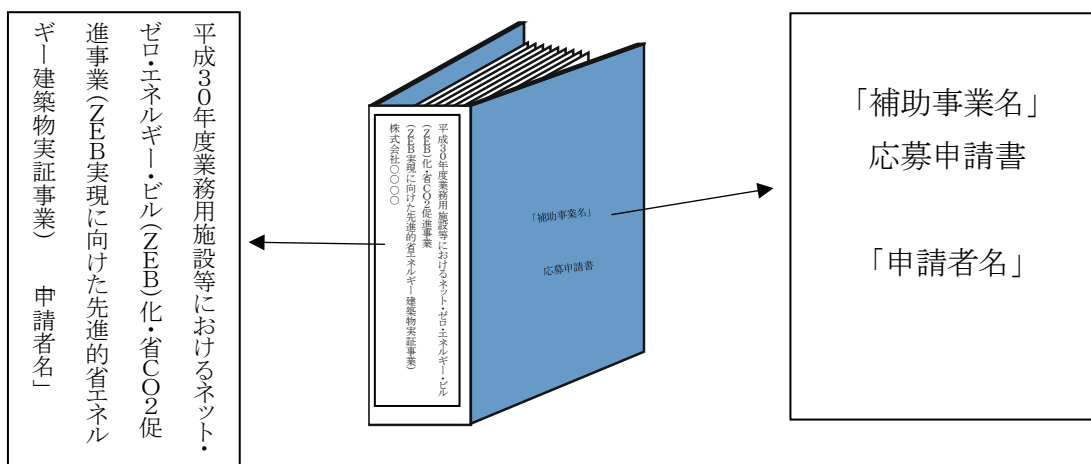 平成３０年度業務用施設等におけるネット・
ゼロ・エネルギー・ビル(ＺＥＢ)化・省ＣＯ２促
進事業(ＺＥＢ実現に向けた先進的省エネル
ギー建築物実証事業)　「申請者名」
平成３０年度業務用施設等におけるネット・ゼロ・エネルギー・ビル
(ＺＥＢ)化・省ＣＯ２促進事業
(ＺＥＢ実現に向けた先進的省エネルギー建築物実証事業)
株式会社〇〇〇〇
「補助事業名」
応募申請書
「補助事業名」
応募申請書
「申請者名」